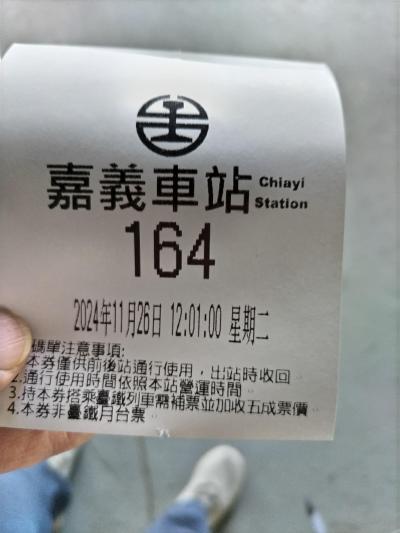 嘉義車站 Chiayi Station
164
2024年11月26日 12:01:00 星期二
碼單注意事項:
本券僅供前後站通行使用，出站時收回
2.通行使用時間依照本站營運時間
3.持本券搭乘臺鐵列車需補票並加收五成票價
4.本券非臺鐵月台票